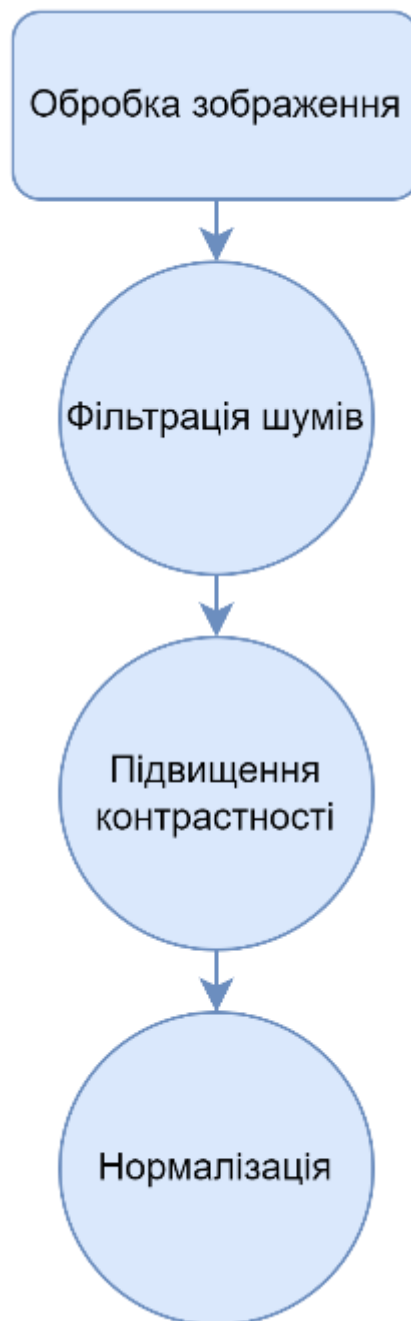 Обробка зображення
Фільтрація шумів
Підвищення
контрастності
Нормалізація